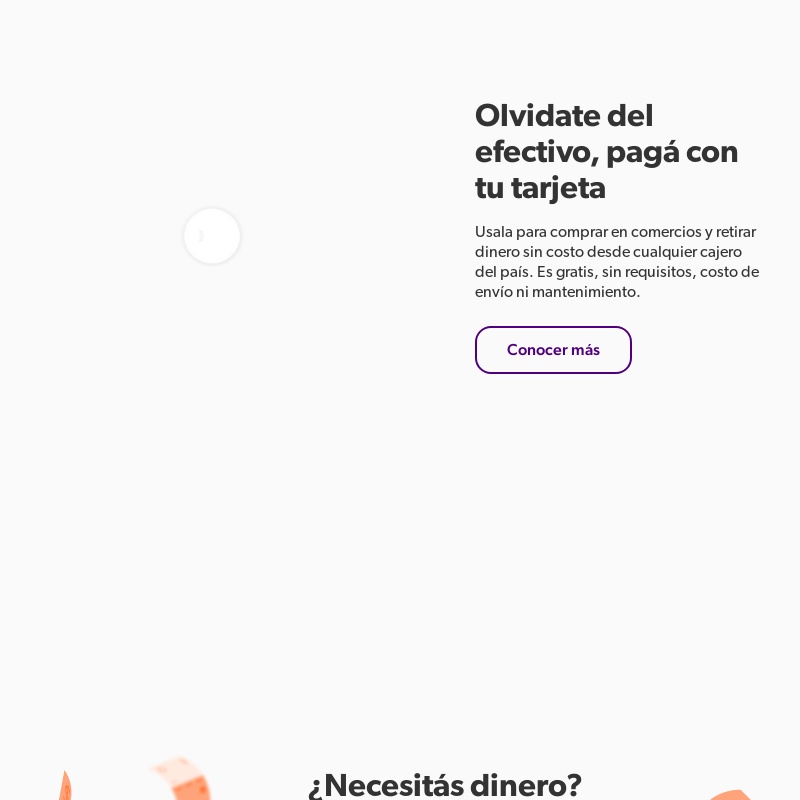 Olvidate del
efectivo, pagá con
tu tarjeta
Usala para comprar en comercios y retirar
dinero sin costo desde cualquier cajero
del país. Es gratis, sin requisitos, costo de
envío ni mantenimiento.
Conocer más
¿Necesitás dinero?